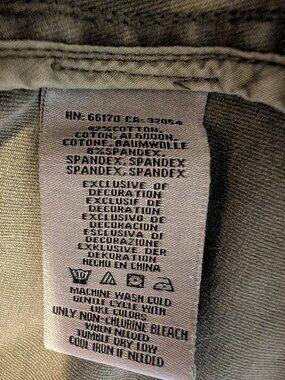 RN: 66170 CA: 32054
92%COTTON,
COTON, ALGODON,
COTONE, BAUMWOLLE
8%SPANDEX,
SPANDEX, SPANDEX
SPANDEX, SPANDEX
EXCLUSIVE OF
DECORATION
EXCLUSIF DE
DECORATION
EXCLUSIVO DE
DECORACION
ESCLUSIVA DI
DECORAZIONE
EXKLUSIVE DER
DEKORATION
HECHO EN CHINA
30
MACHINE WASH COLD
GENTLE CYCLE WITH
LIKE COLORS
ONLY NON-CHLORINE BLEACH
WHEN NEEDED
TUMBLE DRY LOW
COOL IRON IF NEEDED